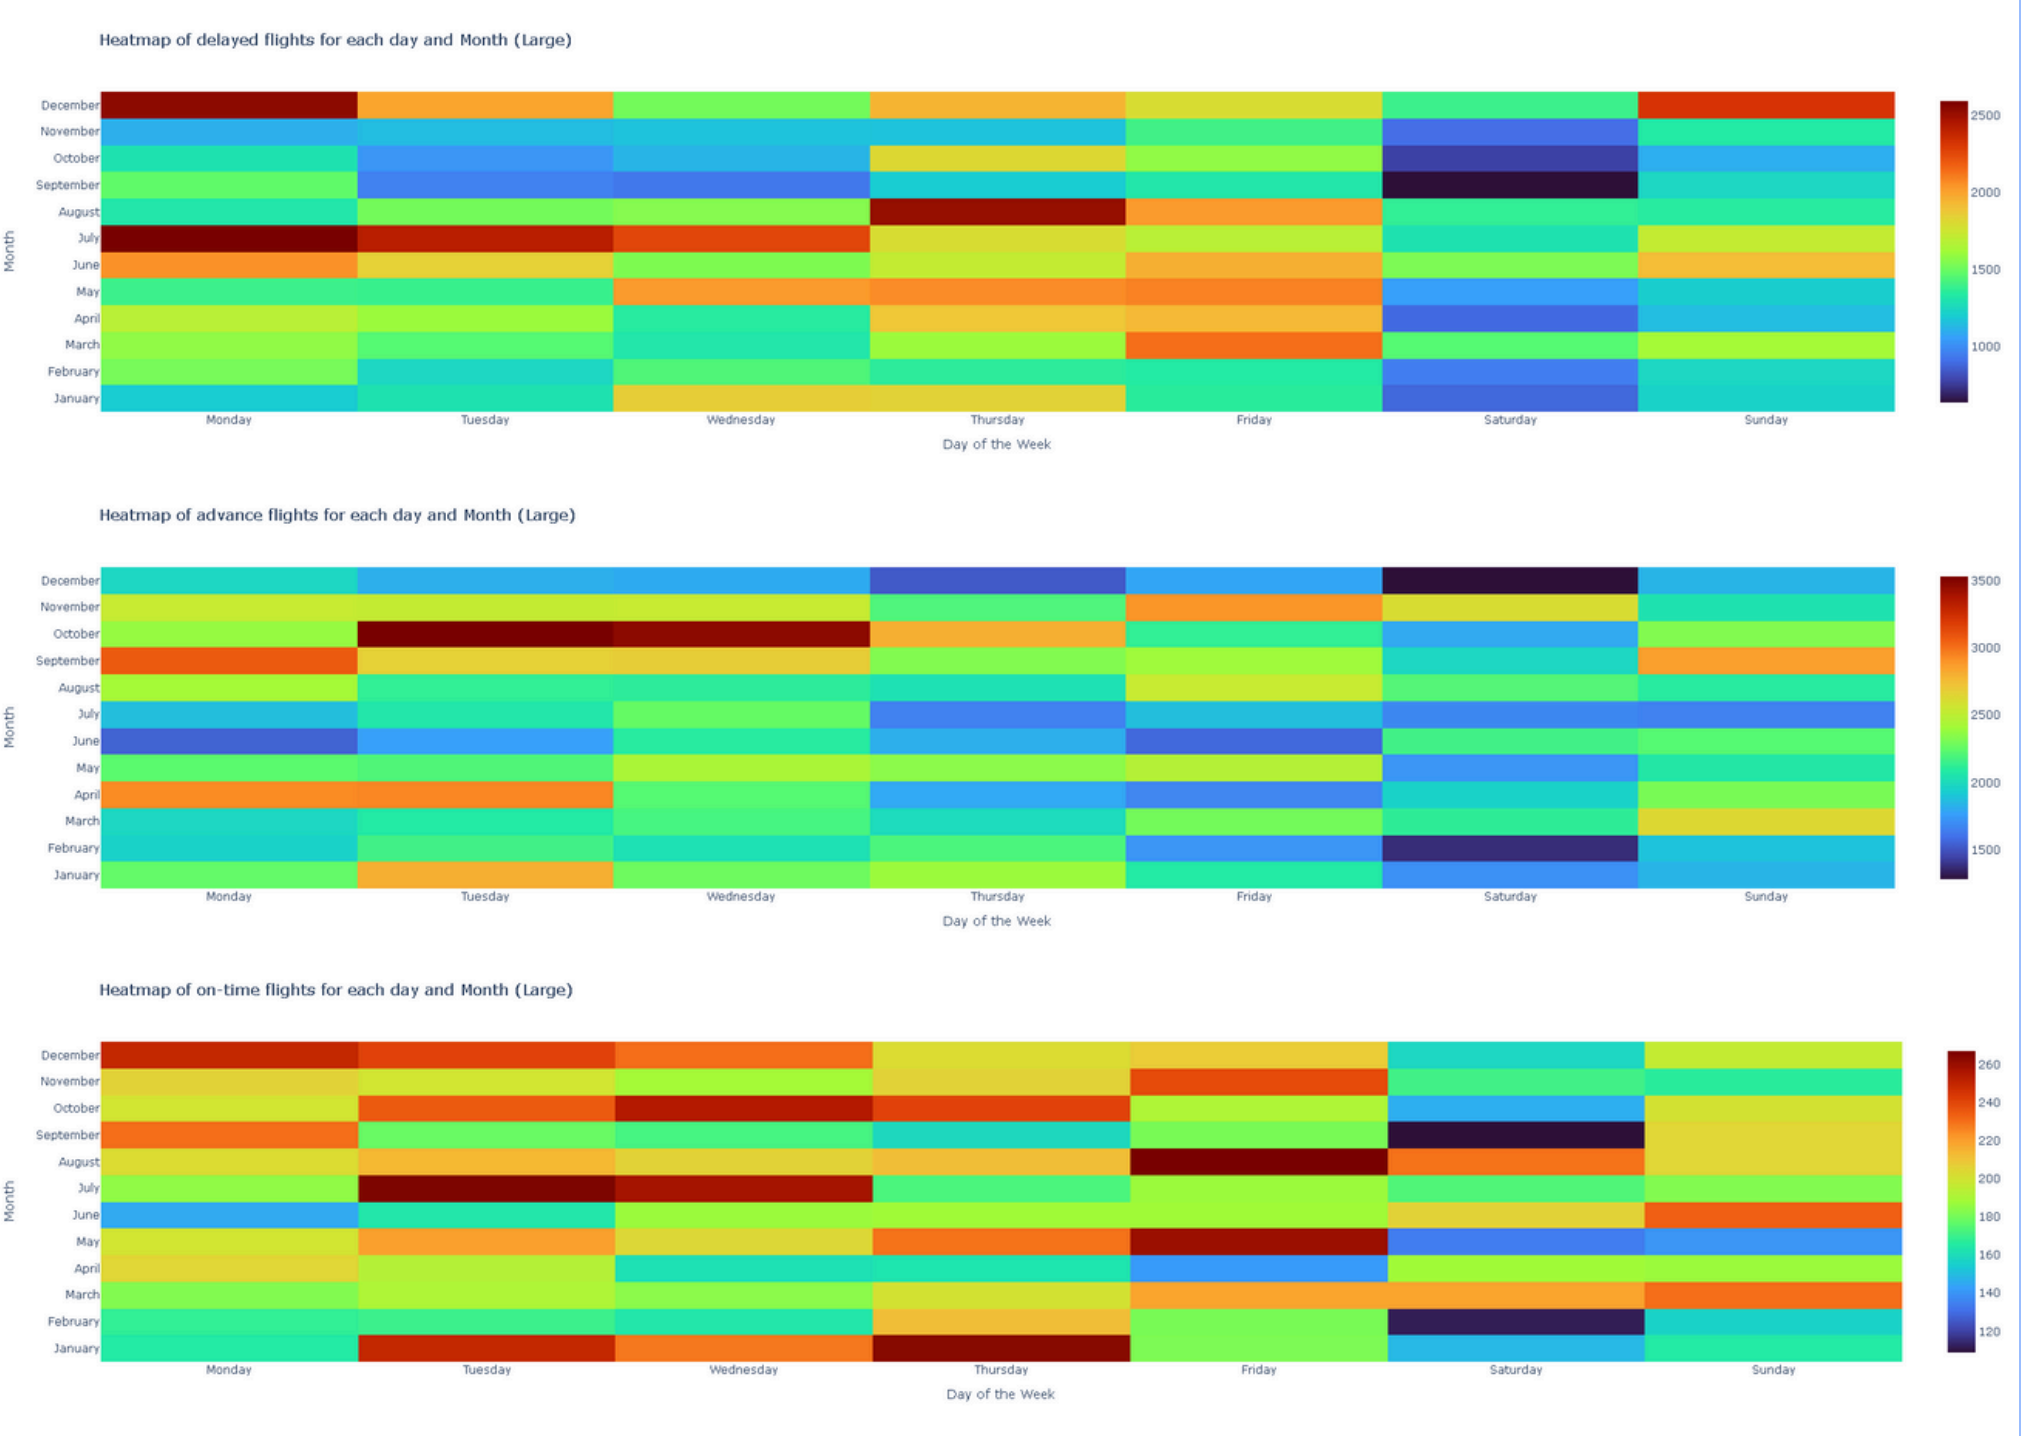 Heatmap of delayed flights for each day and Month (Large)
December
November
October
September
August
July
June
May
April
March
February
January
Month
Monday Tuesday Wednesday Thursday Friday Saturday Sunday
Day of the Week
2500
2000
1500
1000
Heatmap of advance flights for each day and Month (Large)
December
November
October
September
August
July
June
May
April
March
February
January
Month
Monday Tuesday Wednesday Thursday Friday Saturday Sunday
Day of the Week
3500
3000
2500
2000
1500
Heatmap of on-time flights for each day and Month (Large)
December
November
October
September
August
July
June
May
April
March
February
January
Month
Monday Tuesday Wednesday Thursday Friday Saturday Sunday
Day of the Week
260
240
220
200
180
160
140
120